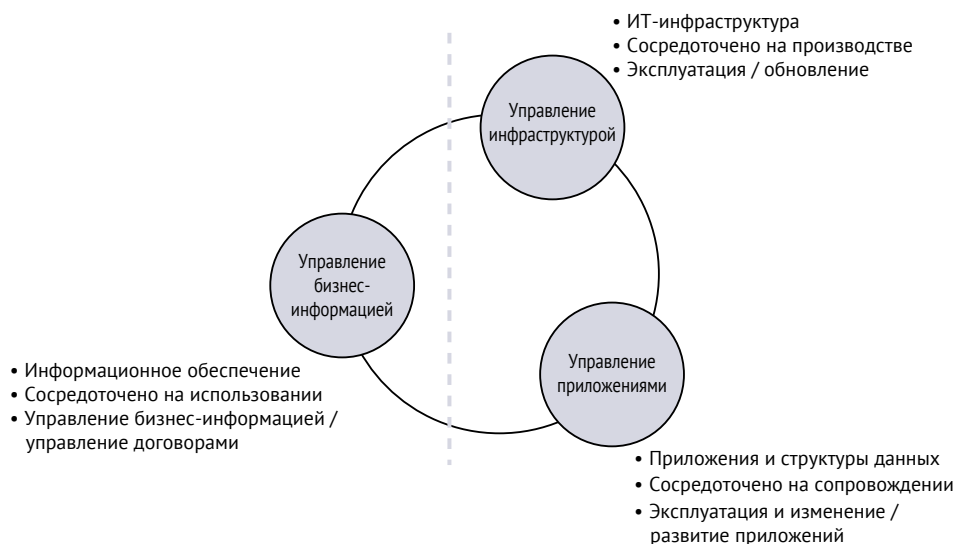 • ИТ-инфраструктура
• Сосредоточено на производстве
• Эксплуатация / обновление
Управление
инфраструктурой
Управление
бизнес-
информацией
• Информационное обеспечение
• Сосредоточено на использовании
• Управление бизнес-информацией /
управление договорами
Управление
приложениями
• Приложения и структуры данных
• Сосредоточено на сопровождении
• Эксплуатация и изменение /
развитие приложений